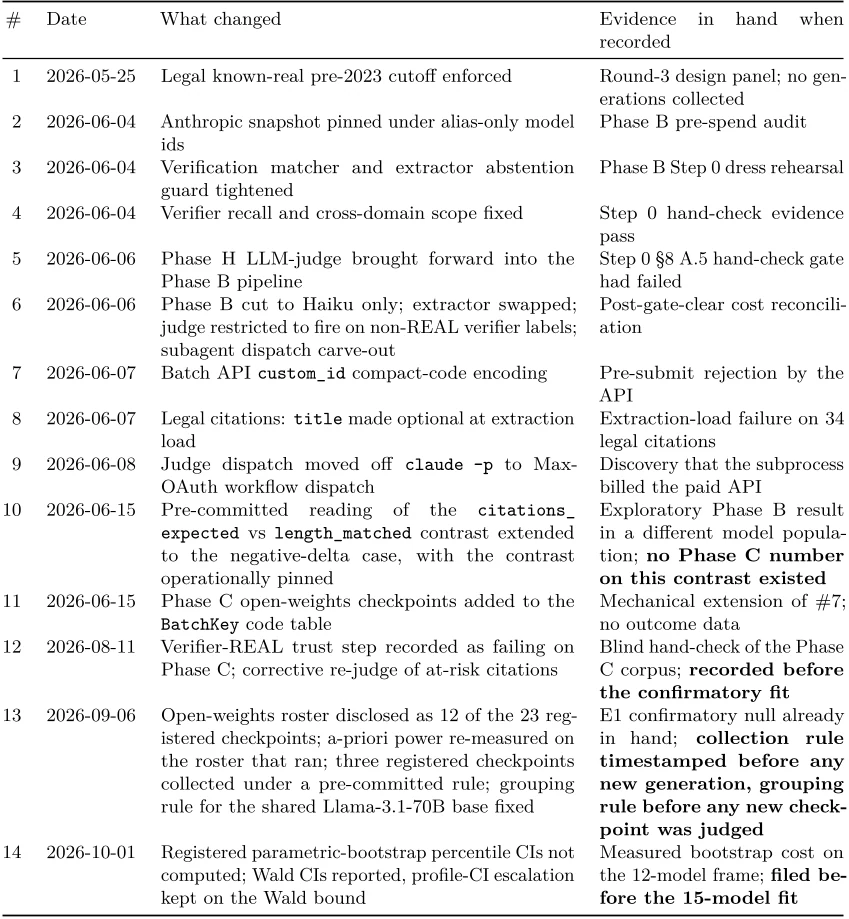 # Date What changed Evidence in hand when
recorded
1 2026-05-25 Legal known-real pre-2023 cutoff enforced Round-3 design panel; no gen-
erations collected
2 2026-06-04 Anthropic snapshot pinned under alias-only model Phase B pre-spend audit
ids
3 2026-06-04 Verification matcher and extractor abstention Phase B Step 0 dress rehearsal
guard tightened
4 2026-06-04 Verifier recall and cross-domain scope fixed Step 0 hand-check evidence
pass
5 2026-06-06 Phase H LLM-judge brought forward into the Step 0 §8 A.5 hand-check gate
Phase B pipeline had failed
6 2026-06-06 Phase B cut to Haiku only; extractor swapped; Post-gate-clear cost reconcili-
judge restricted to fire on non-REAL verifier labels; ation
subagent dispatch carve-out
7 2026-06-07 Batch API custom_id compact-code encoding Pre-submit rejection by the
API
8 2026-06-07 Legal citations: title made optional at extraction Extraction-load failure on 34
load legal citations
9 2026-06-08 Judge dispatch moved off claude -p to Max- Discovery that the subprocess
OAuth workflow dispatch billed the paid API
10 2026-06-15 Pre-committed reading of the citations_ Exploratory Phase B result
expected vs length_matched contrast extended in a different model popula-
to the negative-delta case, with the contrast tion; no Phase C number
operationally pinned on this contrast existed
11 2026-06-15 Phase C open-weights checkpoints added to the Mechanical extension of #7;
BatchKey code table no outcome data
12 2026-08-11 Verifier-REAL trust step recorded as failing on Blind hand-check of the Phase
Phase C; corrective re-judge of at-risk citations C corpus; recorded before
the confirmatory fit
13 2026-09-06 Open-weights roster disclosed as 12 of the 23 reg- E1 confirmatory null already
istered checkpoints; a-priori power re-measured on in hand; collection rule
the roster that ran; three registered checkpoints timestamped before any
collected under a pre-committed rule; grouping new generation, grouping
rule for the shared Llama-3.1-70B base fixed rule before any new check-
point was judged
14 2026-10-01 Registered parametric-bootstrap percentile CIs not Measured bootstrap cost on
computed; Wald CIs reported, profile-CI escalation the 12-model frame; filed be-
kept on the Wald bound fore the 15-model fit